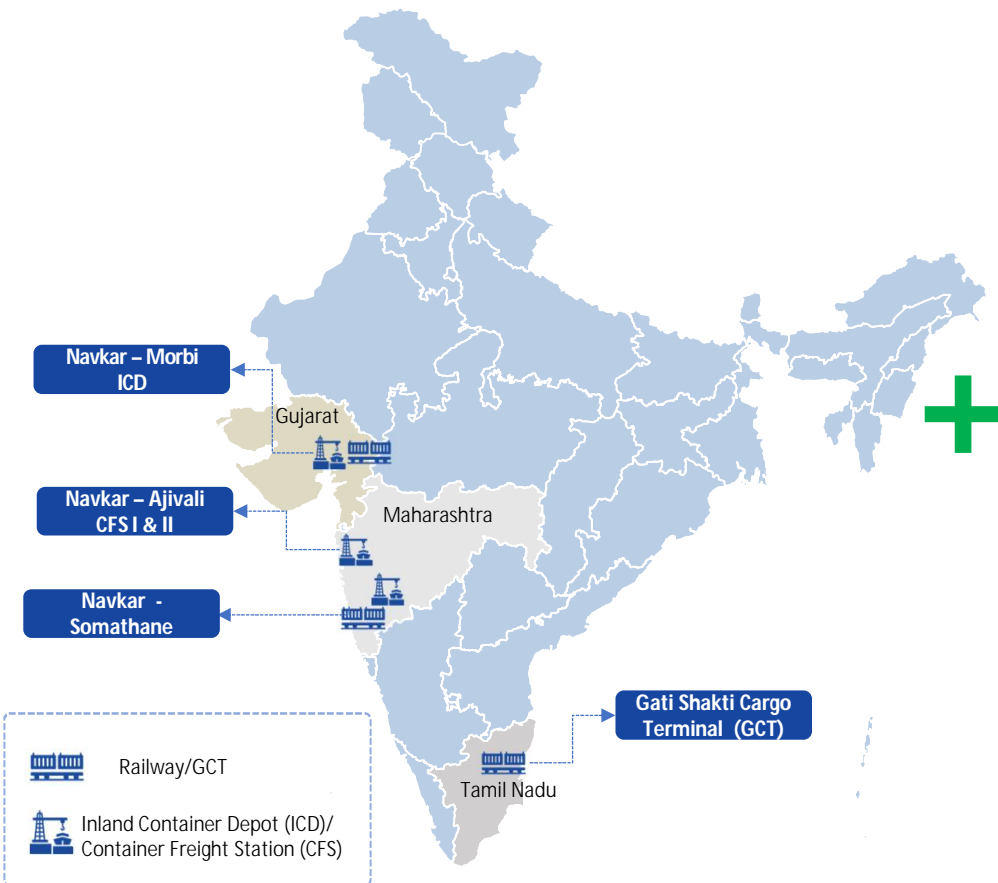 Navkar – Morbi
ICD
Gujarat
Navkar – Ajivali
CFS I & II
Maharashtra
Navkar -
Somathane
Gati Shakti Cargo
Terminal (GCT)
Tamil Nadu
Railway/GCT
Inland Container Depot (ICD)/
Container Freight Station (CFS)